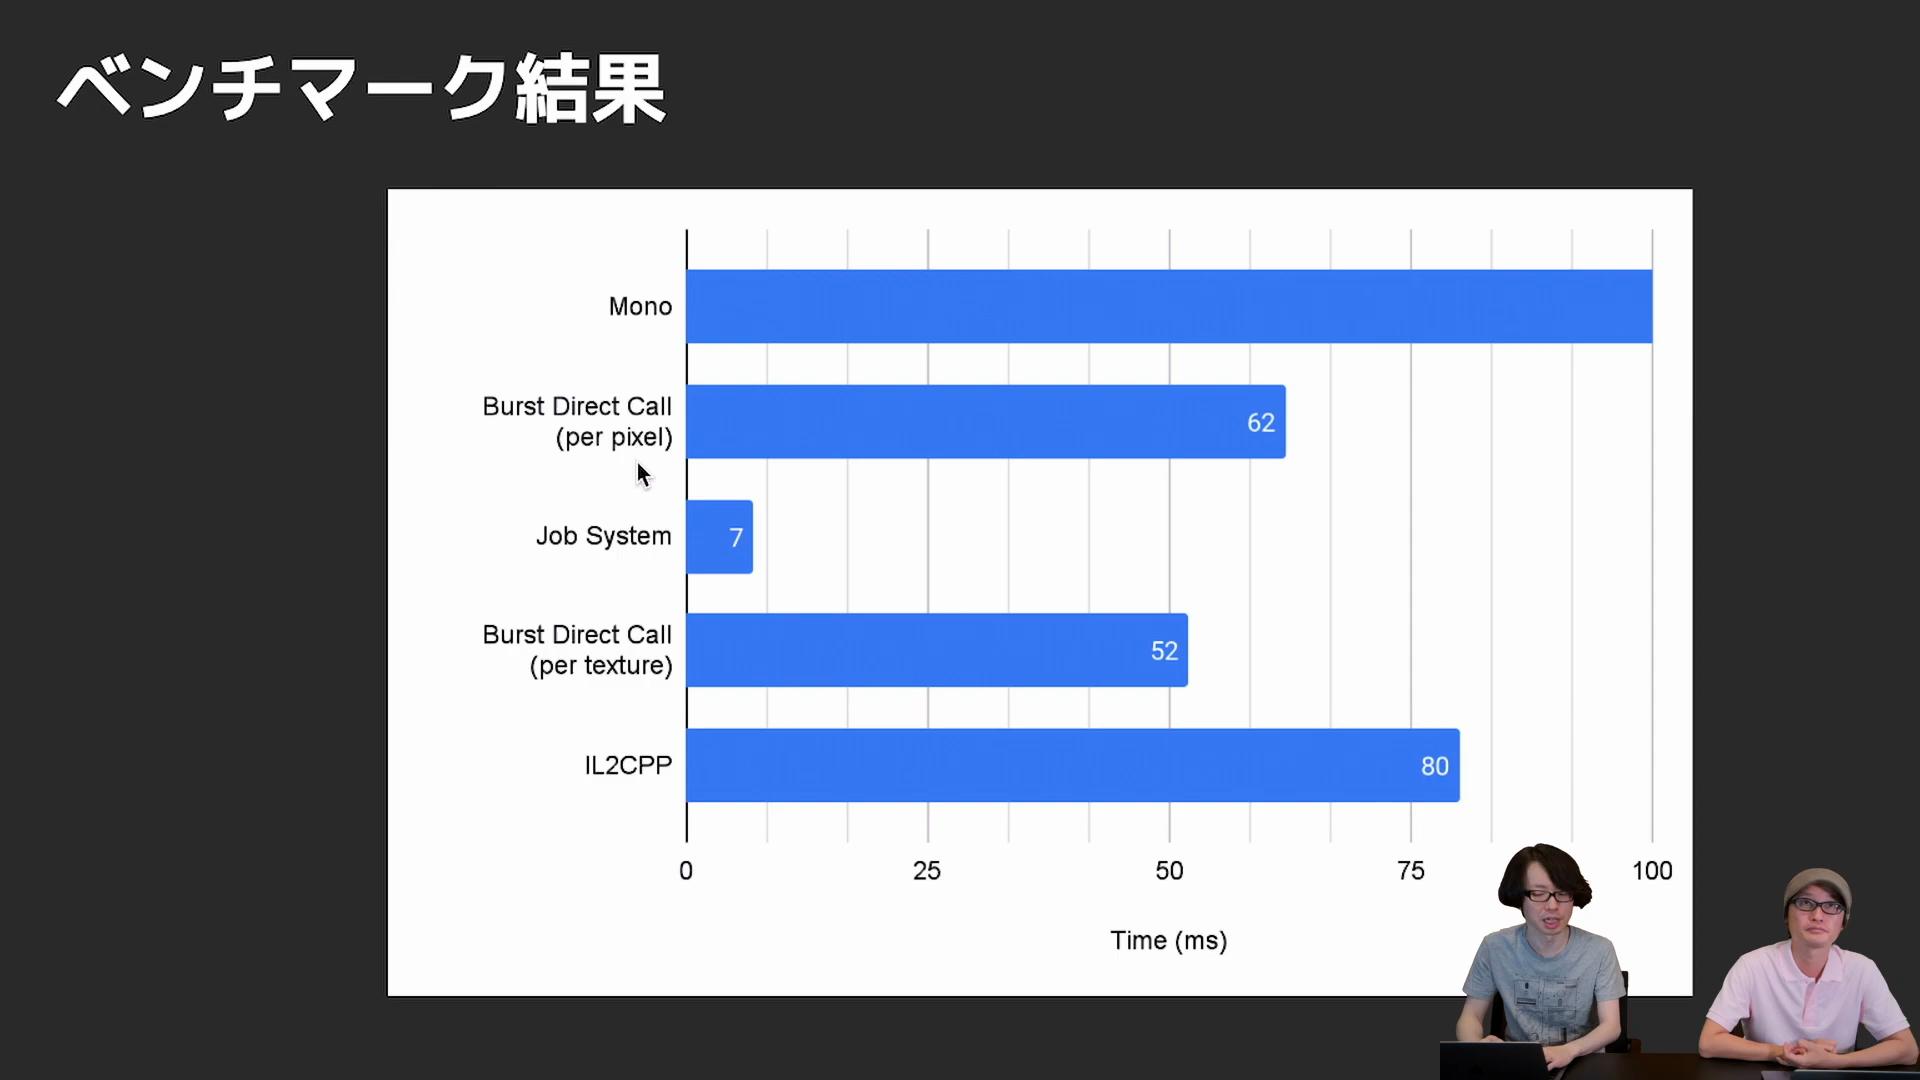 ベンチマーク結果
Mono
Burst Direct Call
(per pixel)
62
Job System
7
Burst Direct Call
(per texture)
52
IL2CPP
80
0
25
50
75
100
Time (ms)